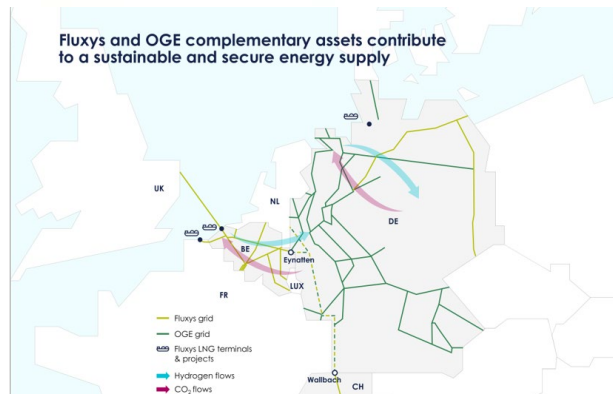 Fluxys and OGE complementary assets contribute
to a sustainable and secure energy supply
UK
NL
DE
BE
Eynatten
LUX
FR
Fluxys grid
OGE grid
Fluxys LNG terminals
& projects
Hydrogen flows
CO₂ flows
Wallbach
CH